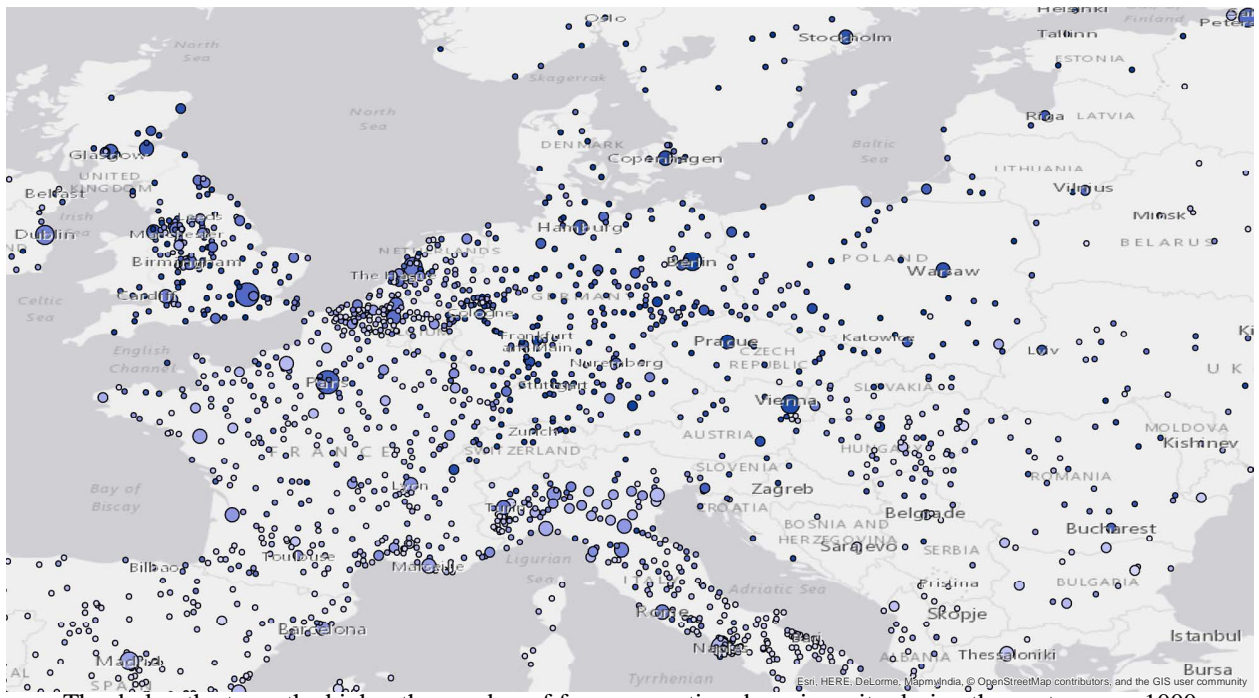 Oslo
Helsinki
Gulf of
Finland
North
Sea
Stockholm
Tallinn
ESTONIA
Skagerrak
North
Sea
Riga
LATVIA
DENMARK
Baltic
Sea
Glasgow
Copenhagen
UNITED
KINGDOM
LITHUANIA
Belfast
Vilnius
Irish
Sea
Minsk
Leeds
Dublin
Manchester
Hamburg
BELARUS
NETHERLANDS
Birmingham
Berlin
POLAND
The Hague
Warsaw
Celtic
Sea
Cardiff
GERMANY
Cologne
English
Channel
Frankfurt
am Main
Prague
CZECH
REPUBLIC
Katowice
Lviv
Nuremberg
UK
Paris
Stuttgart
SLOVAKIA
Vienna
MOLDOVA
Zurich
AUSTRIA
Kishinev
FRANCE
SWITZERLAND
HUNGARY
SLOVENIA
ROMANIA
Lyon
Bay of
Biscay
Zagreb
CROATIA
Turin
Belgrade
BOSNIA AND
HERZEGOVINA
Bucharest
Sarajevo
SERBIA
Toulouse
Ligurian
Sea
Bilbao
Marseille
ITALY
Adriatic Sea
Pristina
BULGARIA
Rome
Skopje
Barcelona
Istanbul
Naples
Bari
Madrid
ALBANIA
Thessaloniki
Bursa
Tyrrhenian
Esri, HERE, DeLorme, MapmyIndia, © OpenStreetMap contributors, and the GIS user community